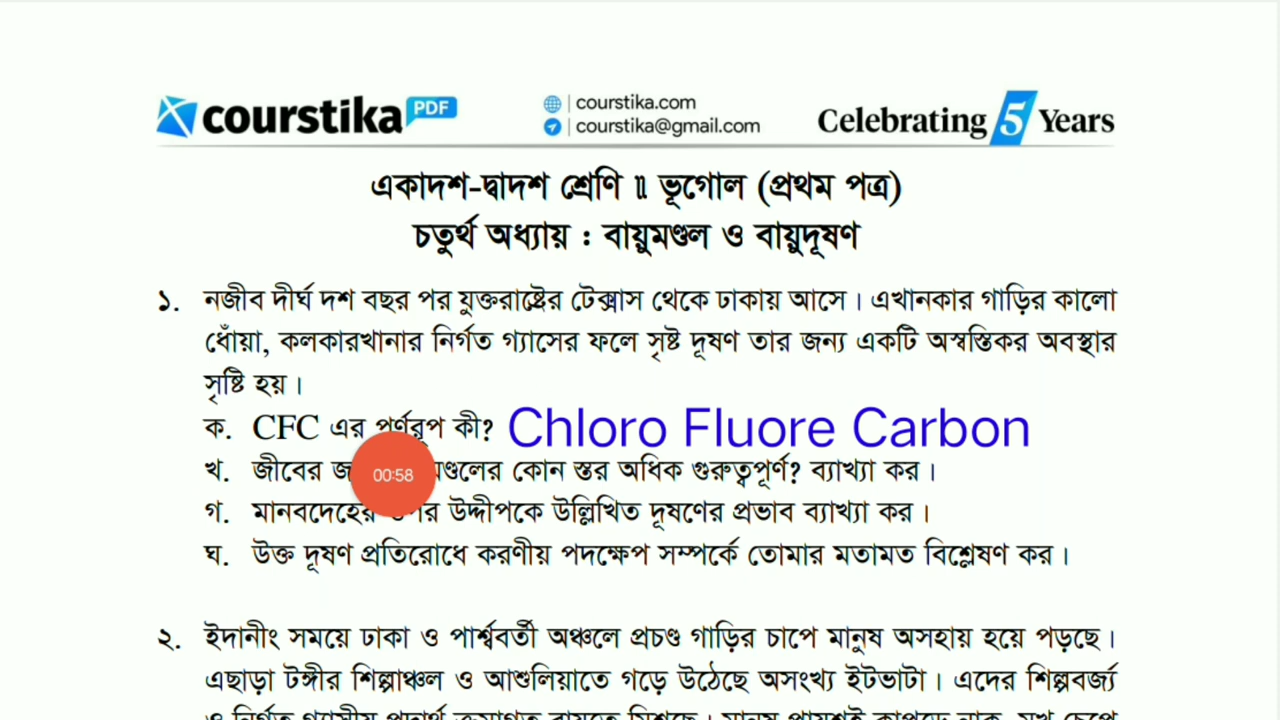 courstika PDF
courstika.com
courstika@gmail.com
Celebrating 5 Years
একাদশ-দ্বাদশ শ্রেণি ॥ ভূগোল (প্রথম পত্র)
চতুর্থ অধ্যায় : বায়ুমণ্ডল ও বায়ুদূষণ
১. নজীব দীর্ঘ দশ বছর পর যুক্তরাষ্ট্রের টেক্সাস থেকে ঢাকায় আসে। এখানকার গাড়ির কালো
ধোঁয়া, কলকারখানার নির্গত গ্যাসের ফলে সৃষ্ট দূষণ তার জন্য একটি অস্বস্তিকর অবস্থার
সৃষ্টি হয়।
ক. CFC এর পূর্ণরূপ কী? Chloro Fluore Carbon
খ. জীবের কোন স্তর অধিক গুরুত্বপূর্ণ? ব্যাখ্যা কর।
00:58
গ. মানবদেহের উদ্দীপকে উল্লিখিত দূষণের প্রভাব ব্যাখ্যা কর।
ঘ. উক্ত দূষণ প্রতিরোধে করণীয় পদক্ষেপ সম্পর্কে তোমার মতামত বিশ্লেষণ কর।
২. ইদানীং সময়ে ঢাকা ও পার্শ্ববর্তী অঞ্চলে প্রচণ্ড গাড়ির চাপে মানুষ অসহায় হয়ে পড়ছে।
এছাড়া টঙ্গীর শিল্পাঞ্চল ও আশুলিয়াতে গড়ে উঠেছে অসংখ্য ইটভাটা। এদের শিল্পবর্জ্য